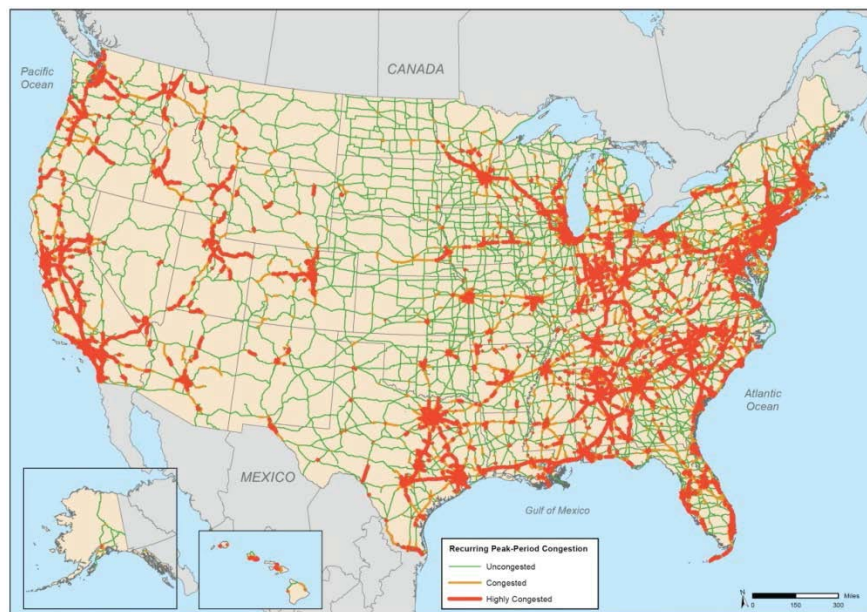 Pacific
Ocean
CANADA
Atlantic
Ocean
MEXICO
Gulf of Mexico
Recurring Peak-Period Congestion
Uncongested
Congested
Highly Congested
N
0 150 300 Miles